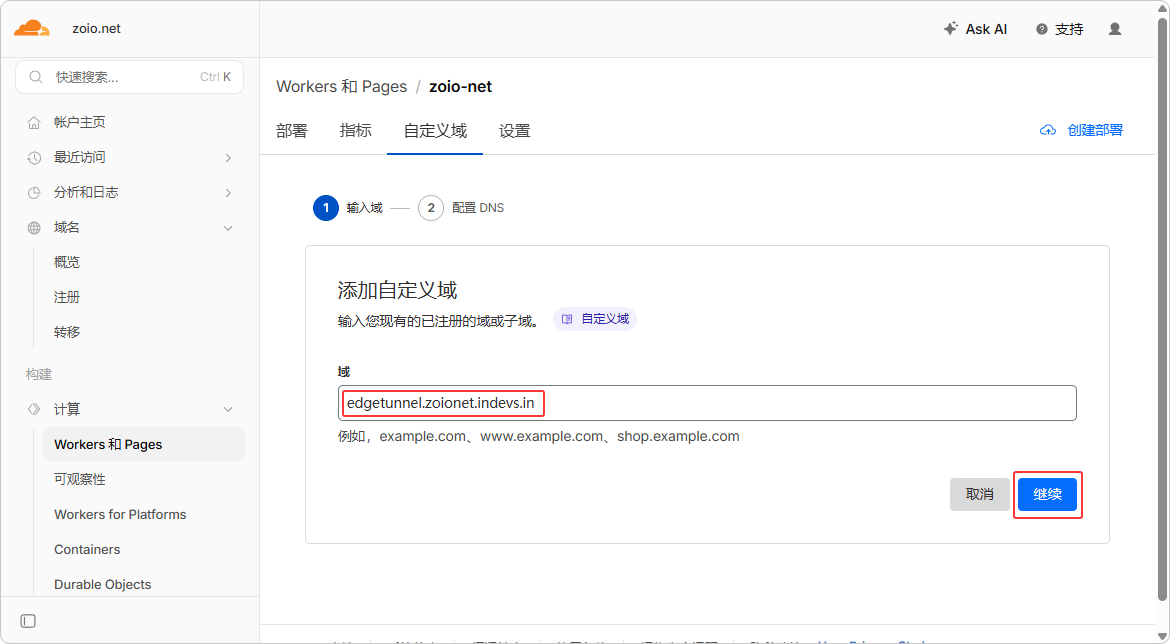 zoio.net
Ask AI
支持
快速搜索...
Ctrl K
帐户主页
最近访问
分析和日志
域名
概览
注册
转移
构建
计算
Workers 和 Pages
可观察性
Workers for Platforms
Containers
Durable Objects
Workers 和 Pages / zoio-net
部署
指标
自定义域
设置
创建部署
1 输入域
2 配置 DNS
添加自定义域
输入您现有的已注册的域或子域。
自定义域
域
edgetunnel.zoionet.indevs.in
例如，example.com、www.example.com、shop.example.com
取消
继续